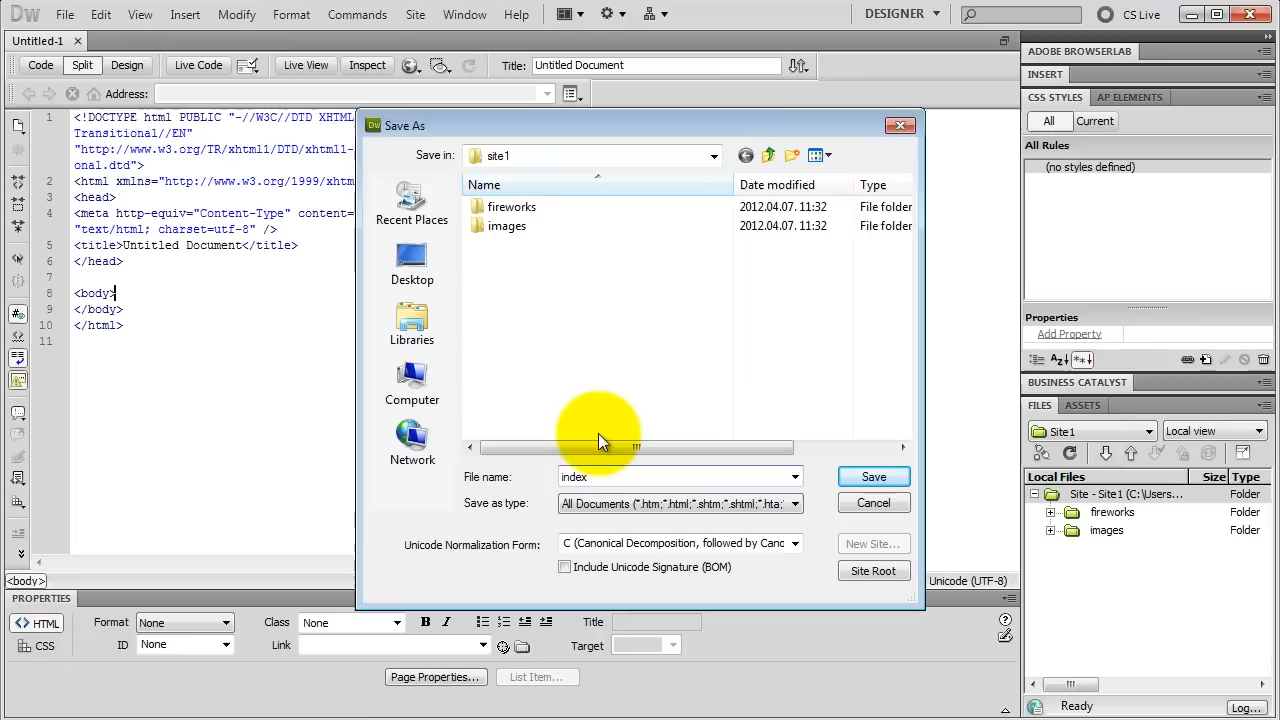 Dw File Edit View Insert Modify Format Commands Site Window Help DESIGNER CS Live
Untitled-1
Code Split Design Live Code Live View Inspect Title: Untitled Document
Address:
1 <!DOCTYPE html PUBLIC "-//W3C//DTD XHTML
Transitional//EN"
"http://www.w3.org/TR/xhtml1/DTD/xhtml1-
onal.dtd">
2 <html xmlns="http://www.w3.org/1999/xhtm
3 <head>
4 <meta http-equiv="Content-Type" content=
"text/html; charset=utf-8" />
5 <title>Untitled Document</title>
6 </head>
7
8 <body>
9 </body>
10 </html>
11
<body>
Unicode (UTF-8)
Dw Save As
Save in: site1
Name Date modified Type
fireworks 2012.04.07. 11:32 File folder
images 2012.04.07. 11:32 File folder
Recent Places
Desktop
Libraries
Computer
Network
File name: index Save
Save as type: All Documents (*.htm;*.html;*.shtm;*.shtml;*.hta; Cancel
Unicode Normalization Form: C (Canonical Decomposition, followed by Canc New Site...
Include Unicode Signature (BOM) Site Root
ADOBE BROWSERLAB
INSERT
CSS STYLES AP ELEMENTS
All Current
All Rules
(no styles defined)
Properties
Add Property
BUSINESS CATALYST
FILES ASSETS
Site1 Local view
Local Files Size Type
Site - Site1 (C:\Users... Folder
fireworks Folder
images Folder
Ready Log...
PROPERTIES
HTML Format None Class None B I Title
CSS ID None Link Target
Page Properties... List Item...